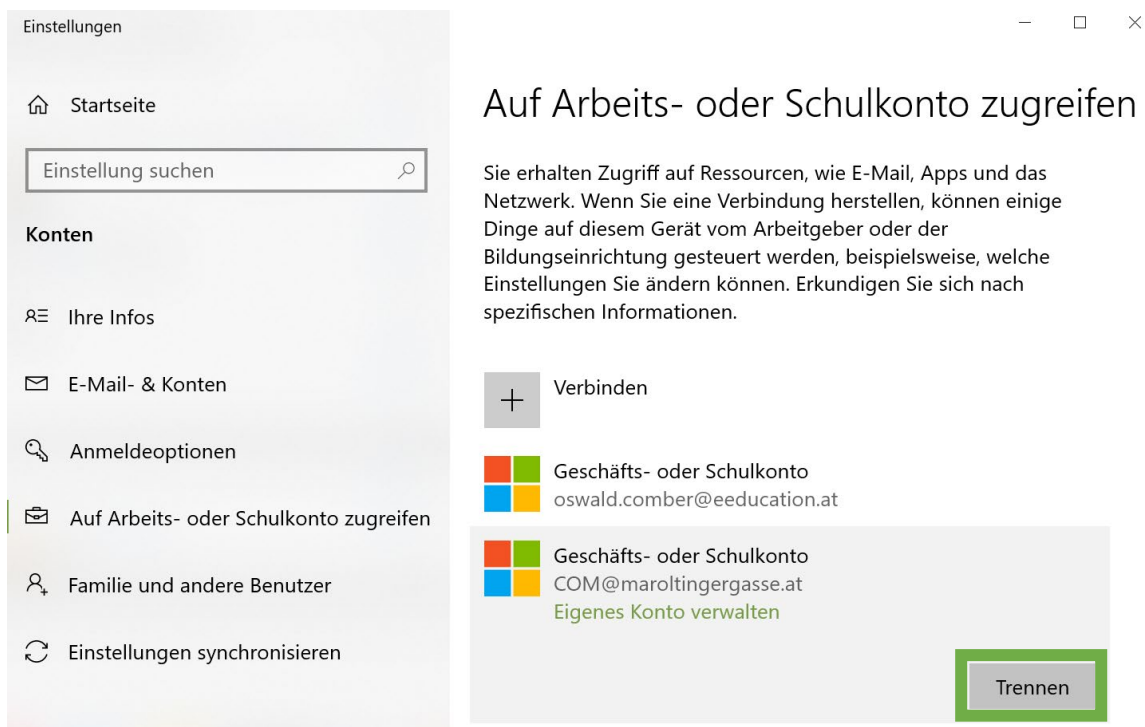 Einstellungen
Startseite
Einstellung suchen
Konten
Ihre Infos
E-Mail- & Konten
Anmeldeoptionen
Auf Arbeits- oder Schulkonto zugreifen
Familie und andere Benutzer
Einstellungen synchronisieren
Auf Arbeits- oder Schulkonto zugreifen
Sie erhalten Zugriff auf Ressourcen, wie E-Mail, Apps und das
Netzwerk. Wenn Sie eine Verbindung herstellen, können einige
Dinge auf diesem Gerät vom Arbeitgeber oder der
Bildungseinrichtung gesteuert werden, beispielsweise, welche
Einstellungen Sie ändern können. Erkundigen Sie sich nach
spezifischen Informationen.
Verbinden
Geschäfts- oder Schulkonto
oswald.comber@eeducation.at
Geschäfts- oder Schulkonto
COM@maroltingergasse.at
Eigenes Konto verwalten
Trennen